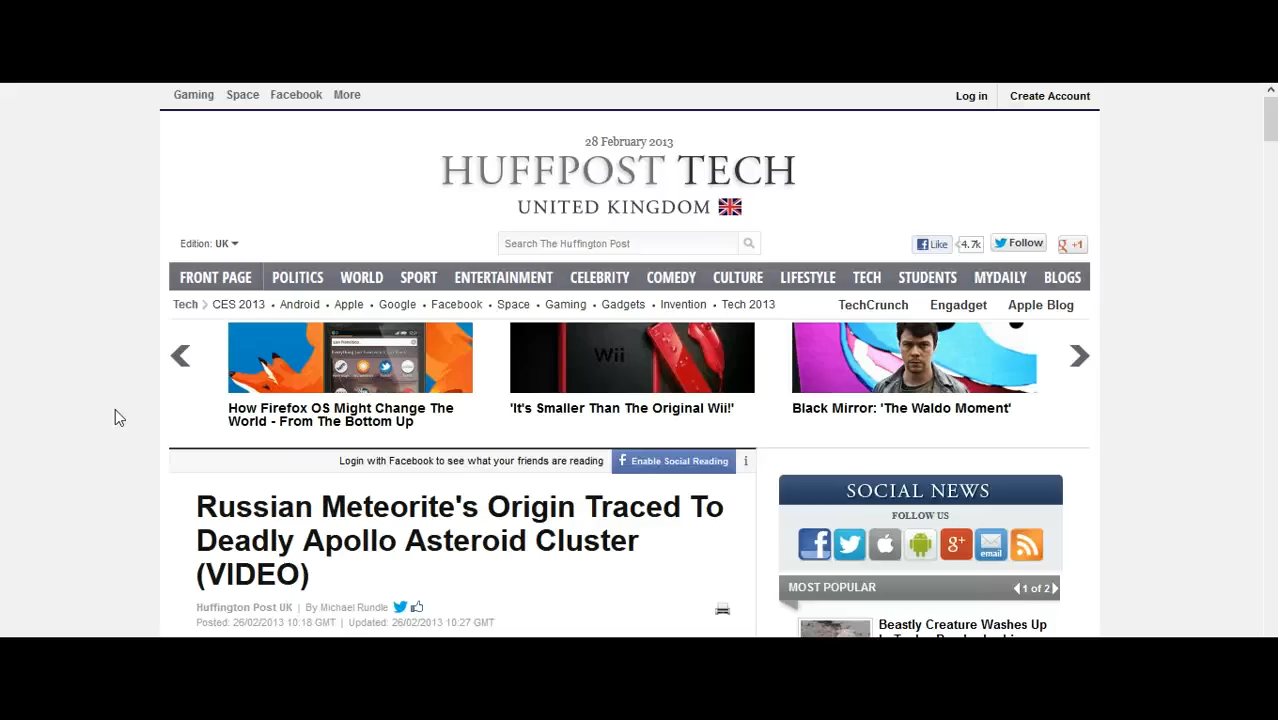 Gaming Space Facebook More
Log in Create Account
28 February 2013
HUFFPOST TECH
UNITED KINGDOM
Edition: UK
Search The Huffington Post
Like 4.7k Follow +1
FRONT PAGE POLITICS WORLD SPORT ENTERTAINMENT CELEBRITY COMEDY CULTURE LIFESTYLE TECH STUDENTS MYDAILY BLOGS
Tech CES 2013 • Android • Apple • Google • Facebook • Space • Gaming • Gadgets • Invention • Tech 2013
TechCrunch Engadget Apple Blog
Wii
How Firefox OS Might Change The
World - From The Bottom Up
'It's Smaller Than The Original Wii!'
Black Mirror: 'The Waldo Moment'
Login with Facebook to see what your friends are reading
f Enable Social Reading i
Russian Meteorite's Origin Traced To
Deadly Apollo Asteroid Cluster
(VIDEO)
Huffington Post UK | By Michael Rundle
Posted: 26/02/2013 10:18 GMT | Updated: 26/02/2013 10:27 GMT
SOCIAL NEWS
FOLLOW US
email
MOST POPULAR
1 of 2
Beastly Creature Washes Up